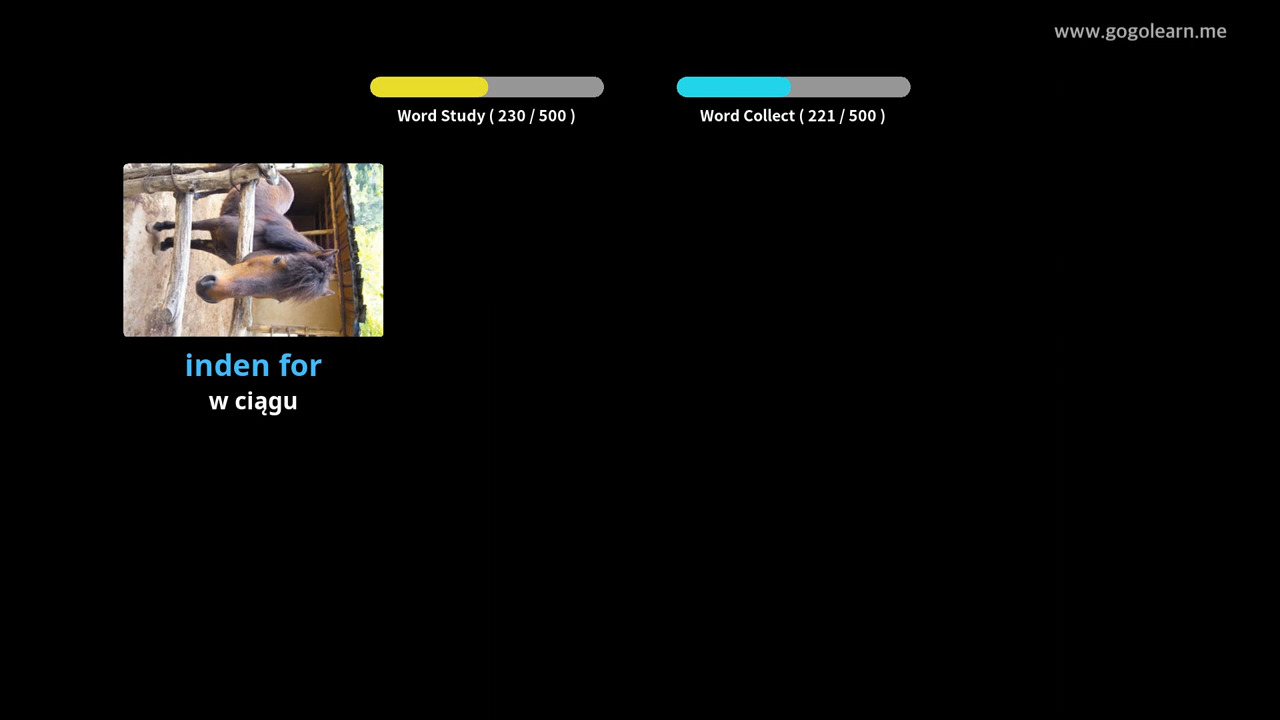 www.gogolearn.me
Word Study ( 230 / 500 )
Word Collect ( 221 / 500 )
inden for
w ciągu